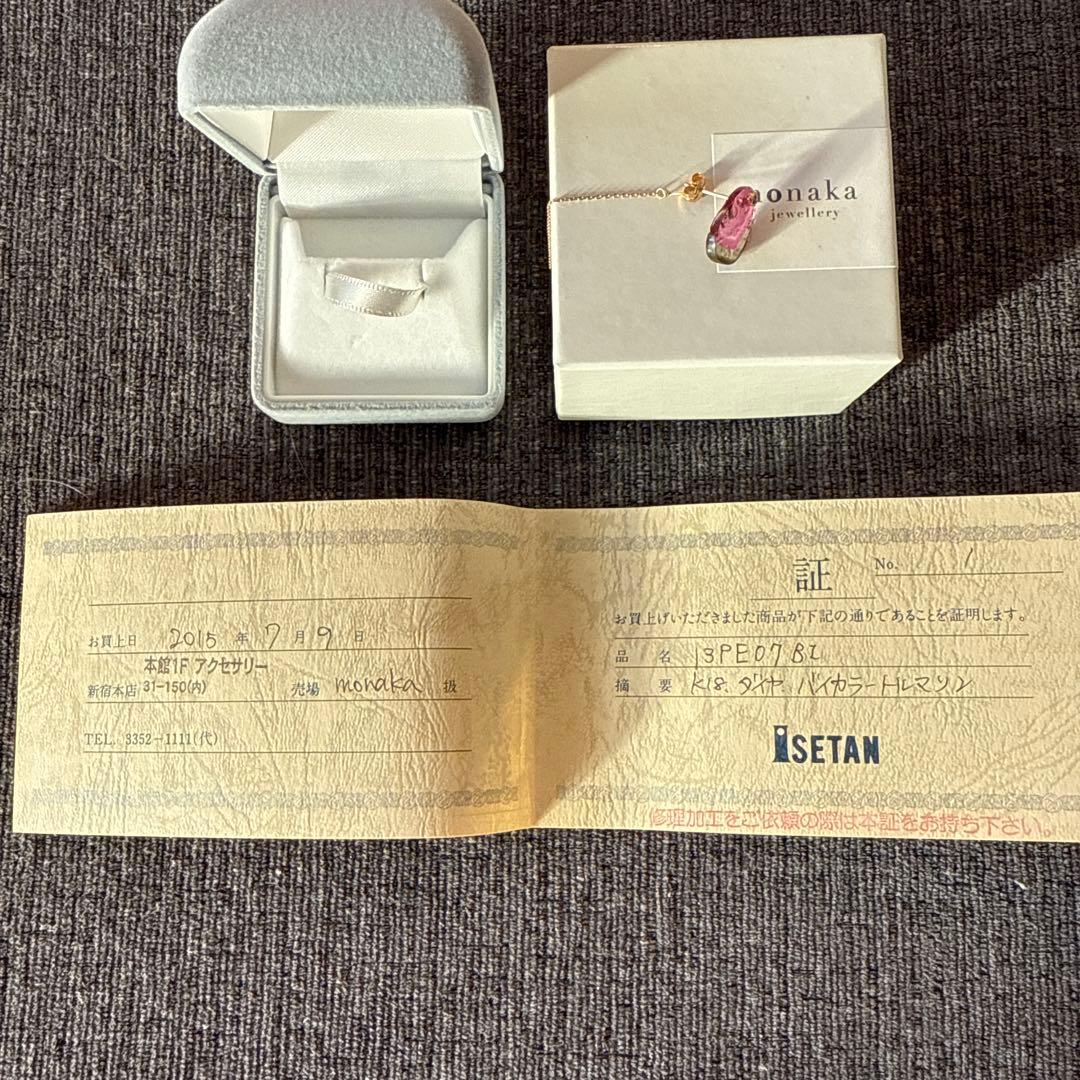 monaka
jewellery
お買上日 2015 年 7 月 9 日
本館1F アクセサリー
新宿本店 31-150(内) 売場 monaka 扱
TEL. 3352-1111(代)
証 No. 1
お買上げいただきました商品が下記の通りであることを証明します。
品 名 13PE07BI
摘 要 K18. ダイヤ バイカラートルマリン
ISETAN
修理加工をご依頼の際は本証をお持ち下さい。